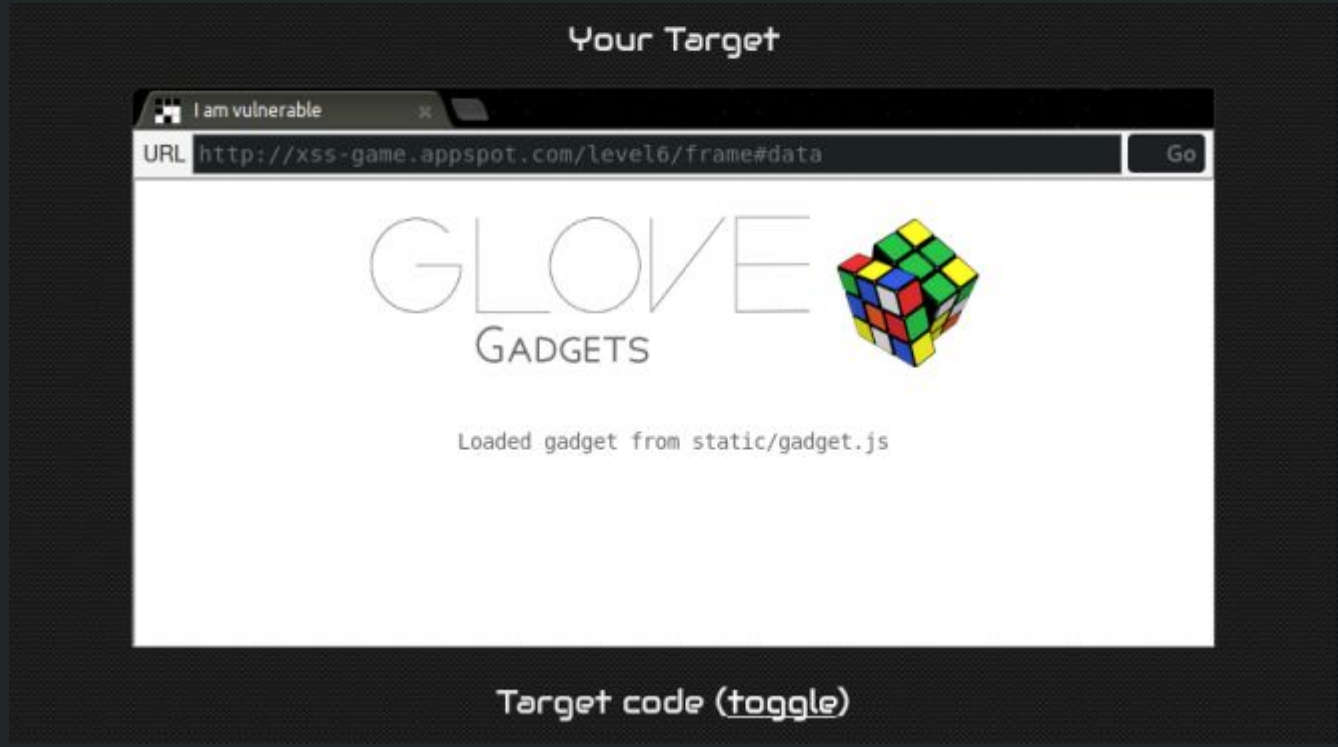 Your Target
I am vulnerable
URL http://xss-game.appspot.com/level6/frame#data Go
GLOVE
GADGETS
Loaded gadget from static/gadget.js
Target code (toggle)